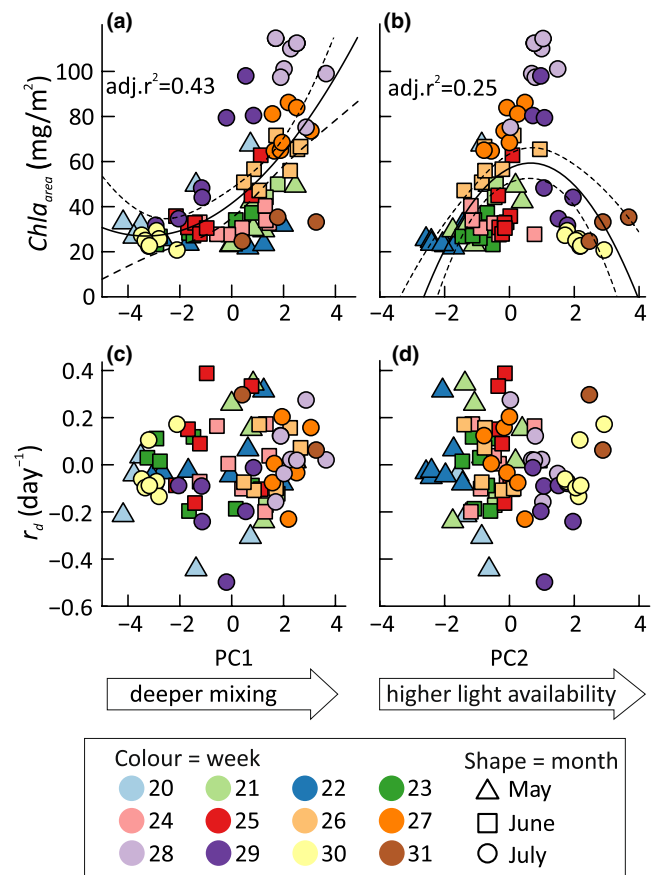 (a)
(b)
adj.r²=0.43
adj.r²=0.25
Chla_area (mg/m²)
100
80
60
40
20
0
−4 −2 0 2 4
−4 −2 0 2 4
(c)
(d)
r_d (day⁻¹)
0.4
0.2
0.0
−0.2
−0.4
−0.6
−4 −2 0 2 4
−4 −2 0 2 4
PC1
PC2
deeper mixing
higher light availability
Colour = week
Shape = month
20 21 22 23
May
24 25 26 27
June
28 29 30 31
July